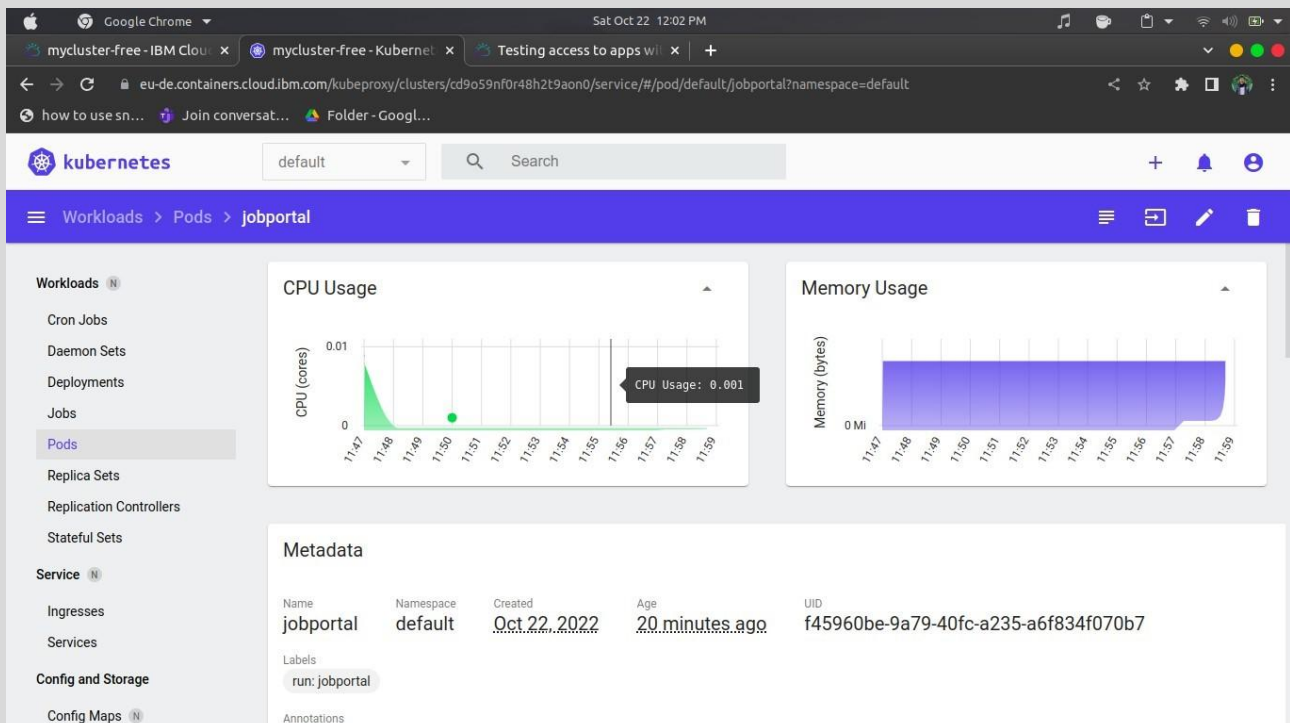 Google Chrome
Sat Oct 22 12:02 PM
mycluster-free - IBM Clou
mycluster-free - Kubernet
Testing access to apps wi
eu-de.containers.cloud.ibm.com/kubeproxy/clusters/cd9o59nf0r48h2t9aon0/service/#/pod/default/jobportal?namespace=default
how to use sn...
Join conversat...
Folder - Googl...
kubernetes
default
Search
Workloads > Pods > jobportal
Workloads N
Cron Jobs
Daemon Sets
Deployments
Jobs
Pods
Replica Sets
Replication Controllers
Stateful Sets
Service N
Ingresses
Services
Config and Storage
Config Maps N
CPU Usage
CPU (cores)
0.01
0
CPU Usage: 0.001
11:47 11:48 11:49 11:50 11:51 11:52 11:53 11:54 11:55 11:56 11:57 11:58 11:59
Memory Usage
Memory (bytes)
0 Mi
11:47 11:48 11:49 11:50 11:51 11:52 11:53 11:54 11:55 11:56 11:57 11:58 11:59
Metadata
Name Namespace Created Age UID
jobportal default Oct 22, 2022 20 minutes ago f45960be-9a79-40fc-a235-a6f834f070b7
Labels
run: jobportal
Annotations